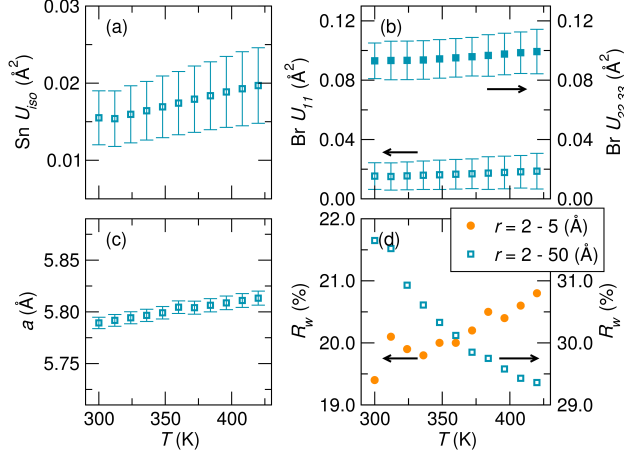 0.03
0.02
0.01
Sn U_iso (Å²)
(a)
0.12
0.08
0.04
0.00
Br U_11 (Å²)
(b)
0.12
0.08
0.04
0.00
Br U_22,33 (Å²)
5.85
5.80
5.75
a (Å)
(c)
300 350 400
T (K)
22.0
21.0
20.0
19.0
R_w (%)
(d)
r = 2 - 5 (Å)
r = 2 - 50 (Å)
31.0
30.0
29.0
R_w (%)
300 350 400
T (K)